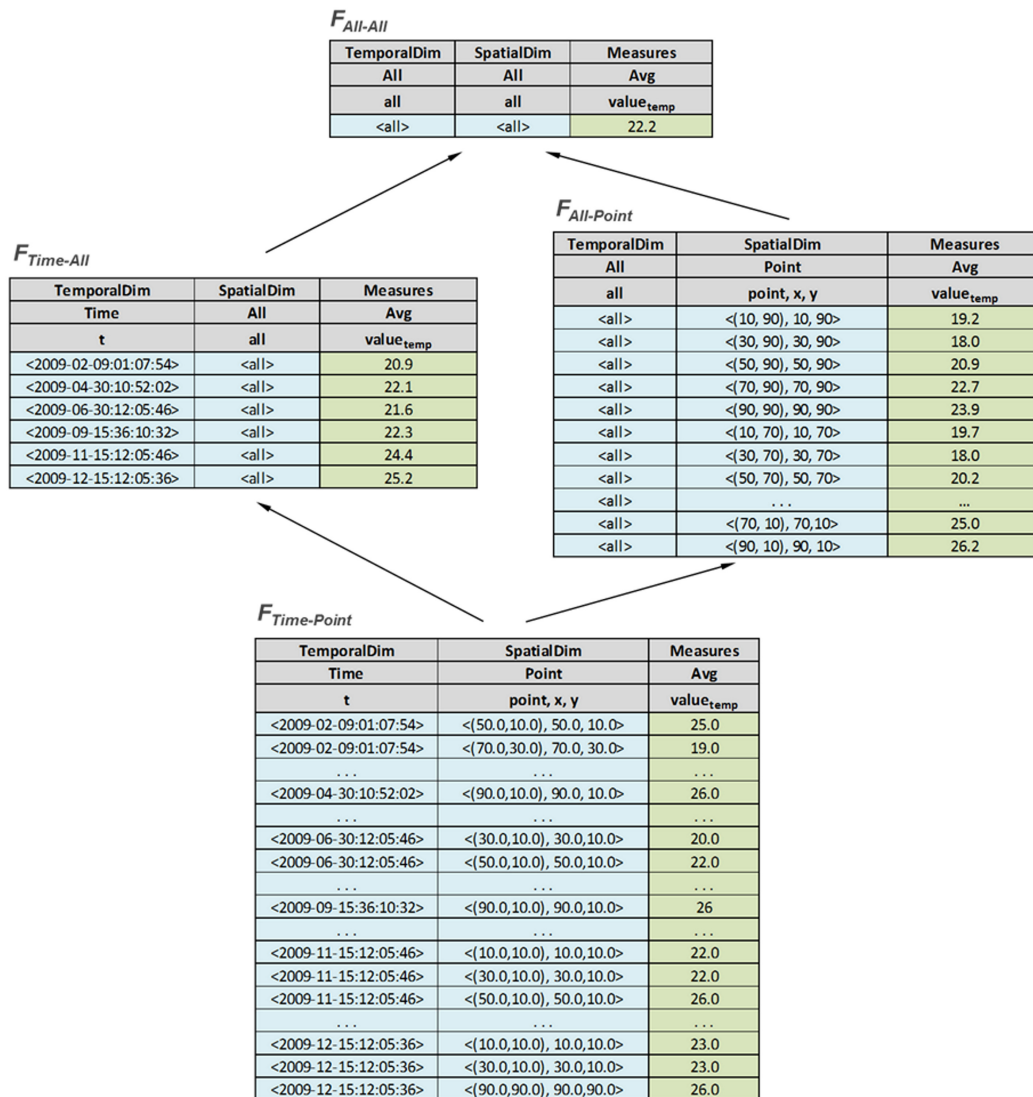 F All-All
TemporalDim SpatialDim Measures
All All Avg
all all value temp
<all> <all> 22.2
F Time-All
TemporalDim SpatialDim Measures
Time All Avg
t all value temp
<2009-02-09:01:07:54> <all> 20.9
<2009-04-30:10:52:02> <all> 22.1
<2009-06-30:12:05:46> <all> 21.6
<2009-09-15:36:10:32> <all> 22.3
<2009-11-15:12:05:46> <all> 24.4
<2009-12-15:12:05:36> <all> 25.2
F All-Point
TemporalDim SpatialDim Measures
All Point Avg
all point, x, y value temp
<all> <(10, 90), 10, 90> 19.2
<all> <(30, 90), 30, 90> 18.0
<all> <(50, 90), 50, 90> 20.9
<all> <(70, 90), 70, 90> 22.7
<all> <(90, 90), 90, 90> 23.9
<all> <(10, 70), 10, 70> 19.7
<all> <(30, 70), 30, 70> 18.0
<all> <(50, 70), 50, 70> 20.2
<all> . . . ...
<all> <(70, 10), 70,10> 25.0
<all> <(90, 10), 90, 10> 26.2
F Time-Point
TemporalDim SpatialDim Measures
Time Point Avg
t point, x, y value temp
<2009-02-09:01:07:54> <(50.0,10.0), 50.0, 10.0> 25.0
<2009-02-09:01:07:54> <(70.0,30.0), 70.0, 30.0> 19.0
. . . . . . . . .
<2009-04-30:10:52:02> <(90.0,10.0), 90.0, 10.0> 26.0
. . . . . . . . .
<2009-06-30:12:05:46> <(30.0,10.0), 30.0,10.0> 20.0
<2009-06-30:12:05:46> <(50.0,10.0), 50.0,10.0> 22.0
. . . . . . . . .
<2009-09-15:36:10:32> <(90.0,10.0), 90.0,10.0> 26
. . . . . . . . .
<2009-11-15:12:05:46> <(10.0,10.0), 10.0,10.0> 22.0
<2009-11-15:12:05:46> <(30.0,10.0), 30.0,10.0> 22.0
<2009-11-15:12:05:46> <(50.0,10.0), 50.0,10.0> 26.0
. . . . . . . . .
<2009-12-15:12:05:36> <(10.0,10.0), 10.0,10.0> 23.0
<2009-12-15:12:05:36> <(30.0,10.0), 30.0,10.0> 23.0
<2009-12-15:12:05:36> <(90.0,90.0), 90.0,90.0> 26.0